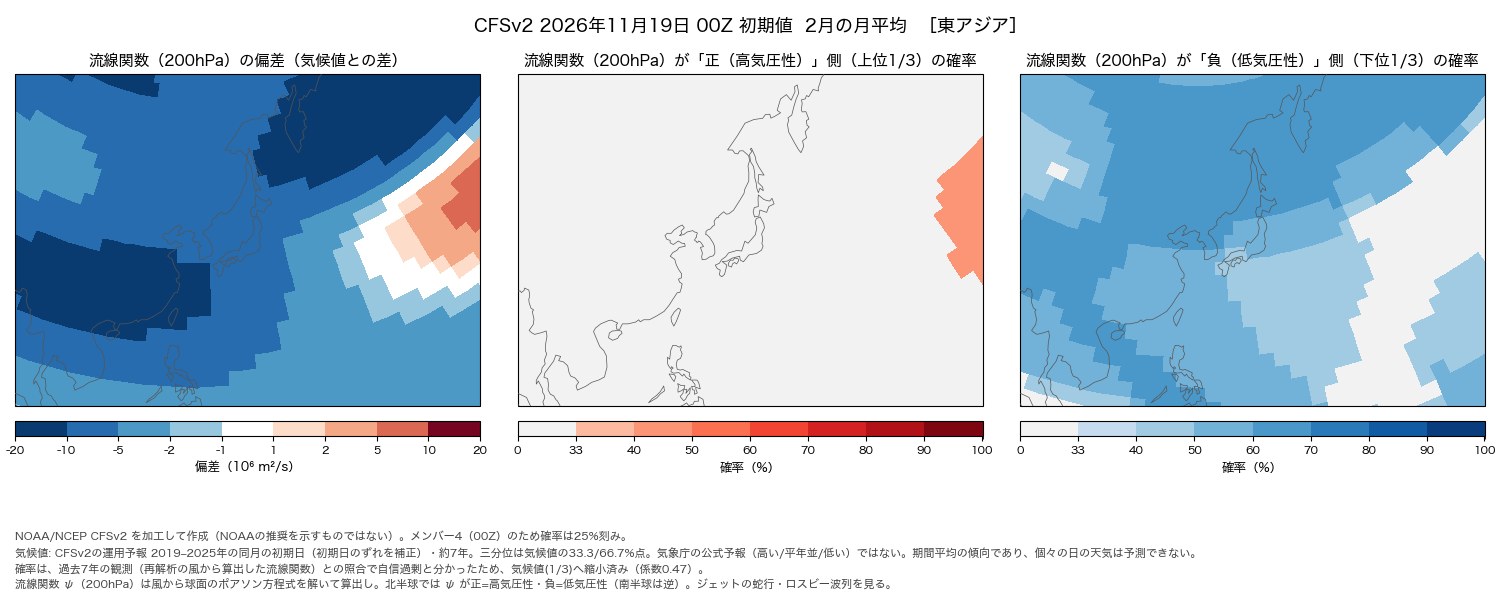 CFSv2 2026年11月19日 00Z 初期値 2月の月平均 ［東アジア］
流線関数（200hPa）の偏差（気候値との差）
流線関数（200hPa）が「正（高気圧性）」側（上位1/3）の確率
流線関数（200hPa）が「負（低気圧性）」側（下位1/3）の確率
-20 -10 -5 -2 -1 1 2 5 10 20
偏差（10⁶ m²/s）
0 33 40 50 60 70 80 90 100
確率（%）
0 33 40 50 60 70 80 90 100
確率（%）
NOAA/NCEP CFSv2 を加工して作成（NOAAの推奨を示すものではない）。メンバー4（00Z）のため確率は25%刻み。
気候値: CFSv2の運用予報 2019–2025年の同月の初期日（初期日のずれを補正）・約7年。三分位は気候値の33.3/66.7%点。気象庁の公式予報（高い/平年並/低い）ではない。期間平均の傾向であり、個々の日の天気は予測できない。
確率は、過去7年の観測（再解析の風から算出した流線関数）との照合で自信過剰と分かったため、気候値(1/3)へ縮小済み（係数0.47）。
流線関数 ψ（200hPa）は風から球面のポアソン方程式を解いて算出し。北半球では ψ が正=高気圧性・負=低気圧性（南半球は逆）。ジェットの蛇行・ロスビー波列を見る。